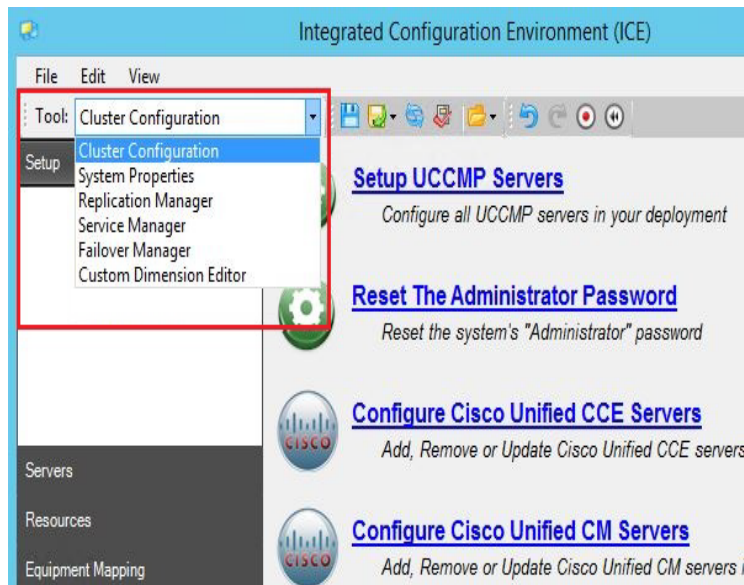 Integrated Configuration Environment (ICE)
File Edit View
Tool: Cluster Configuration
Cluster Configuration
System Properties
Replication Manager
Service Manager
Failover Manager
Custom Dimension Editor
Setup
Setup UCCMP Servers
Configure all UCCMP servers in your deployment
Reset The Administrator Password
Reset the system's "Administrator" password
CISCO
Configure Cisco Unified CCE Servers
Add, Remove or Update Cisco Unified CCE servers
CISCO
Configure Cisco Unified CM Servers
Add, Remove or Update Cisco Unified CM servers
Servers
Resources
Equipment Mapping